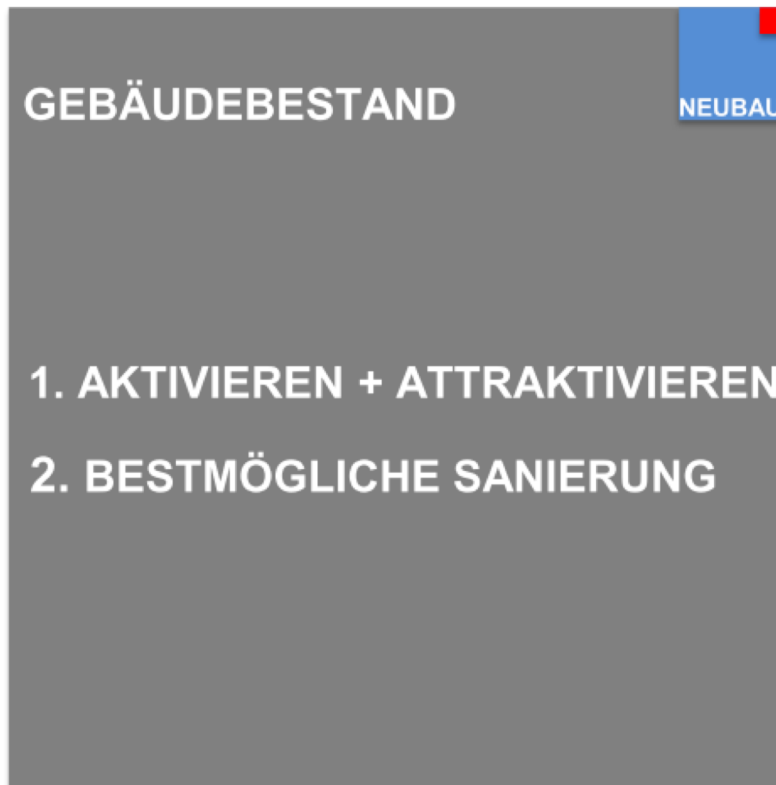 GEBÄUDEBESTAND
NEUBAU
1. AKTIVIEREN + ATTRAKTIVIEREN
2. BESTMÖGLICHE SANIERUNG